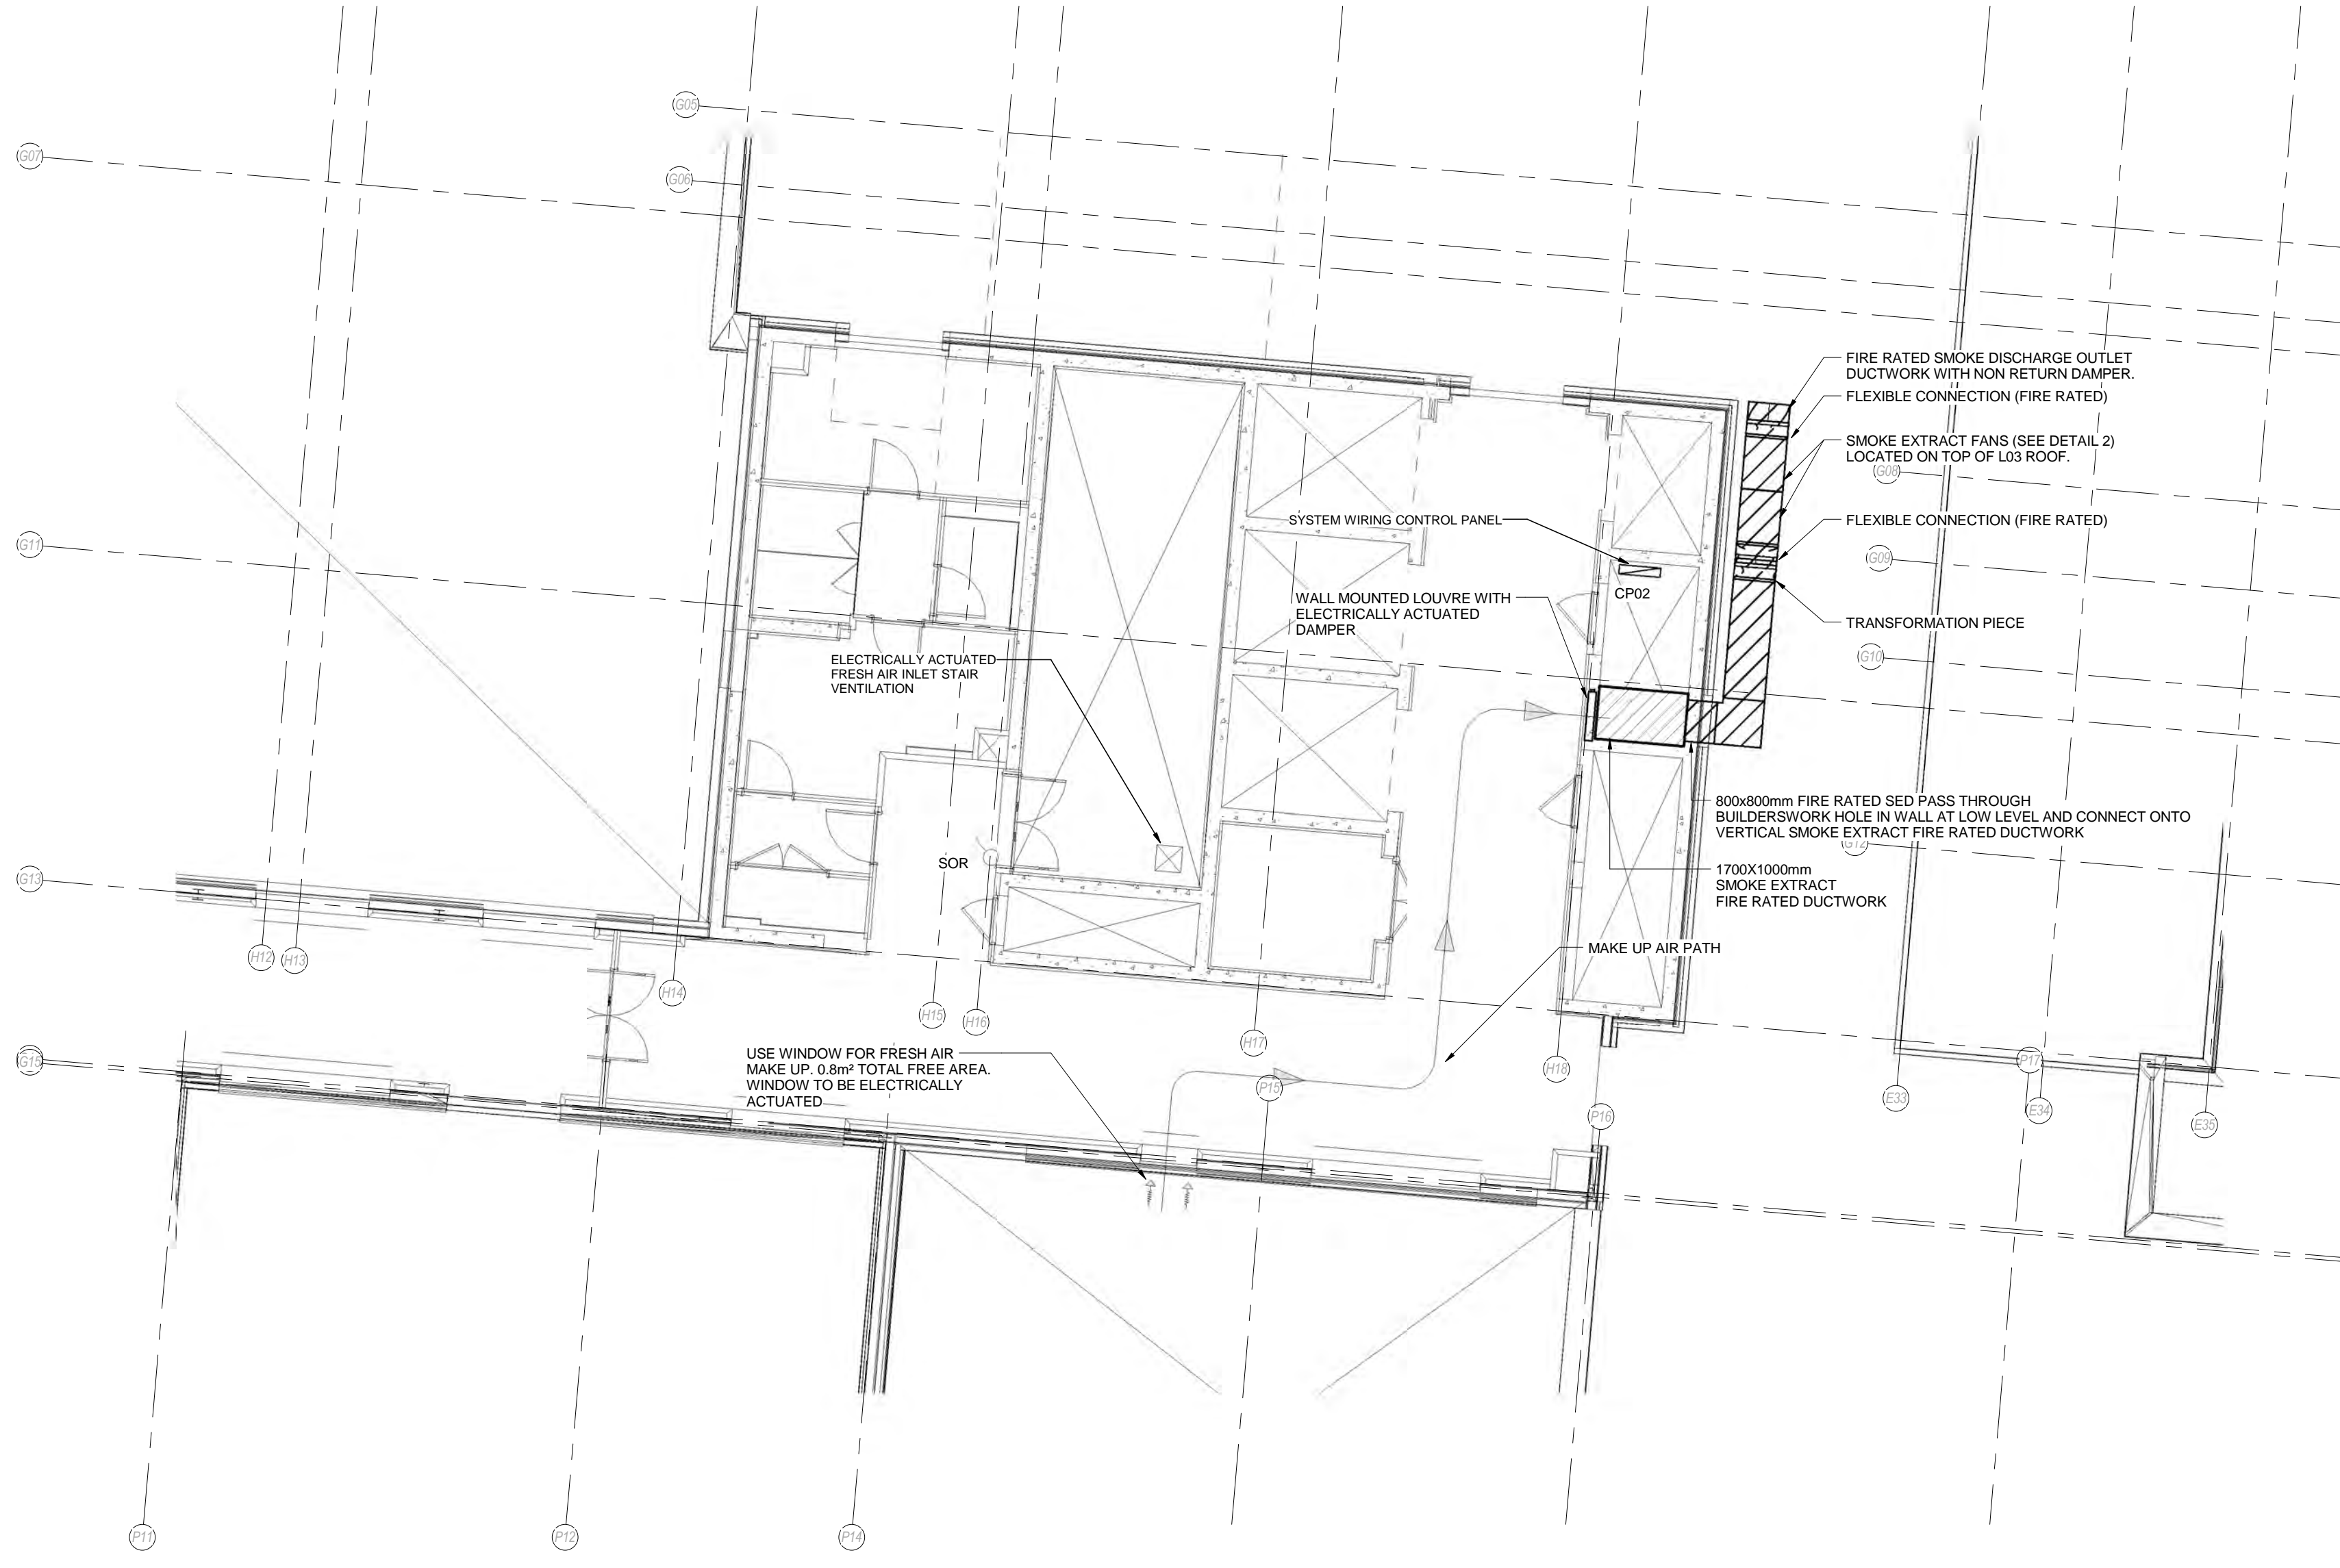 G05
G07
G06
FIRE RATED SMOKE DISCHARGE OUTLET
DUCTWORK WITH NON RETURN DAMPER.
FLEXIBLE CONNECTION (FIRE RATED)
SMOKE EXTRACT FANS (SEE DETAIL 2)
LOCATED ON TOP OF L03 ROOF.
G08
SYSTEM WIRING CONTROL PANEL
FLEXIBLE CONNECTION (FIRE RATED)
G11
G09
CP02
WALL MOUNTED LOUVRE WITH
ELECTRICALLY ACTUATED
DAMPER
TRANSFORMATION PIECE
G10
ELECTRICALLY ACTUATED
FRESH AIR INLET STAIR
VENTILATION
800x800mm FIRE RATED SED PASS THROUGH
BUILDERSWORK HOLE IN WALL AT LOW LEVEL AND CONNECT ONTO
VERTICAL SMOKE EXTRACT FIRE RATED DUCTWORK
G12
SOR
1700X1000mm
SMOKE EXTRACT
FIRE RATED DUCTWORK
G13
MAKE UP AIR PATH
H12
H13
H14
H15
H16
H17
H18
G15
USE WINDOW FOR FRESH AIR
MAKE UP. 0.8m² TOTAL FREE AREA.
WINDOW TO BE ELECTRICALLY
ACTUATED
P15
P16
P17
E33
E34
E35
P11
P12
P14